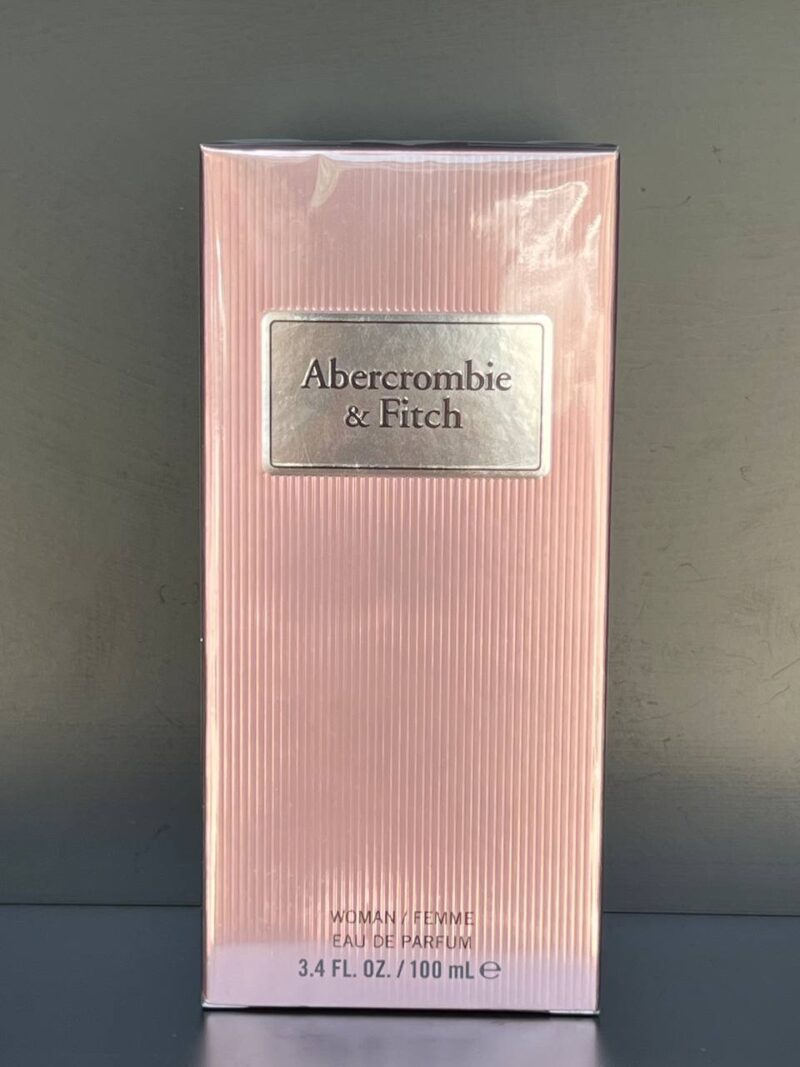 Abercrombie
& Fitch
WOMAN / FEMME
EAU DE PARFUM
3.4 FL. OZ. / 100 mL ℮